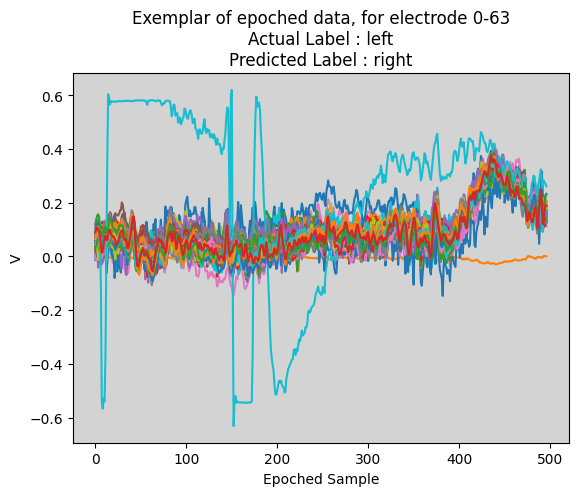 Exemplar of epoched data, for electrode 0-63
Actual Label : left
Predicted Label : right
0.6
0.4
0.2
0.0
−0.2
−0.4
−0.6
V
0 100 200 300 400 500
Epoched Sample